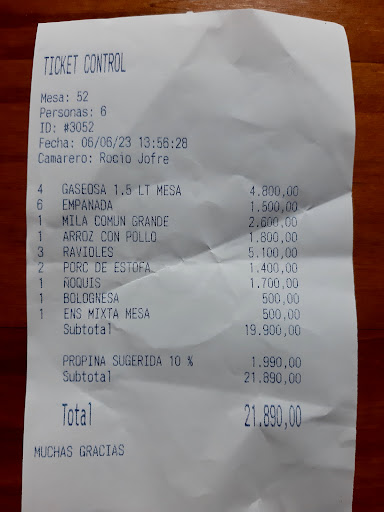 TICKET CONTROL
Mesa: 52
Personas: 6
ID: #3052
Fecha: 06/06/23 13:56:28
Camarero: Rocio Jofre
4 GASEOSA 1.5 LT MESA 4.800,00
6 EMPANADA 1.500,00
1 MILA COMUN GRANDE 2.600,00
1 ARROZ CON POLLO 1.800,00
3 RAVIOLES 5.100,00
2 PORC DE ESTOFA 1.400,00
1 ÑOQUIS 1.700,00
1 BOLOGNESA 500,00
1 ENS MIXTA MESA 500,00
Subtotal 19.900,00
PROPINA SUGERIDA 10 % 1.990,00
Subtotal 21.890,00
Total 21.890,00
MUCHAS GRACIAS